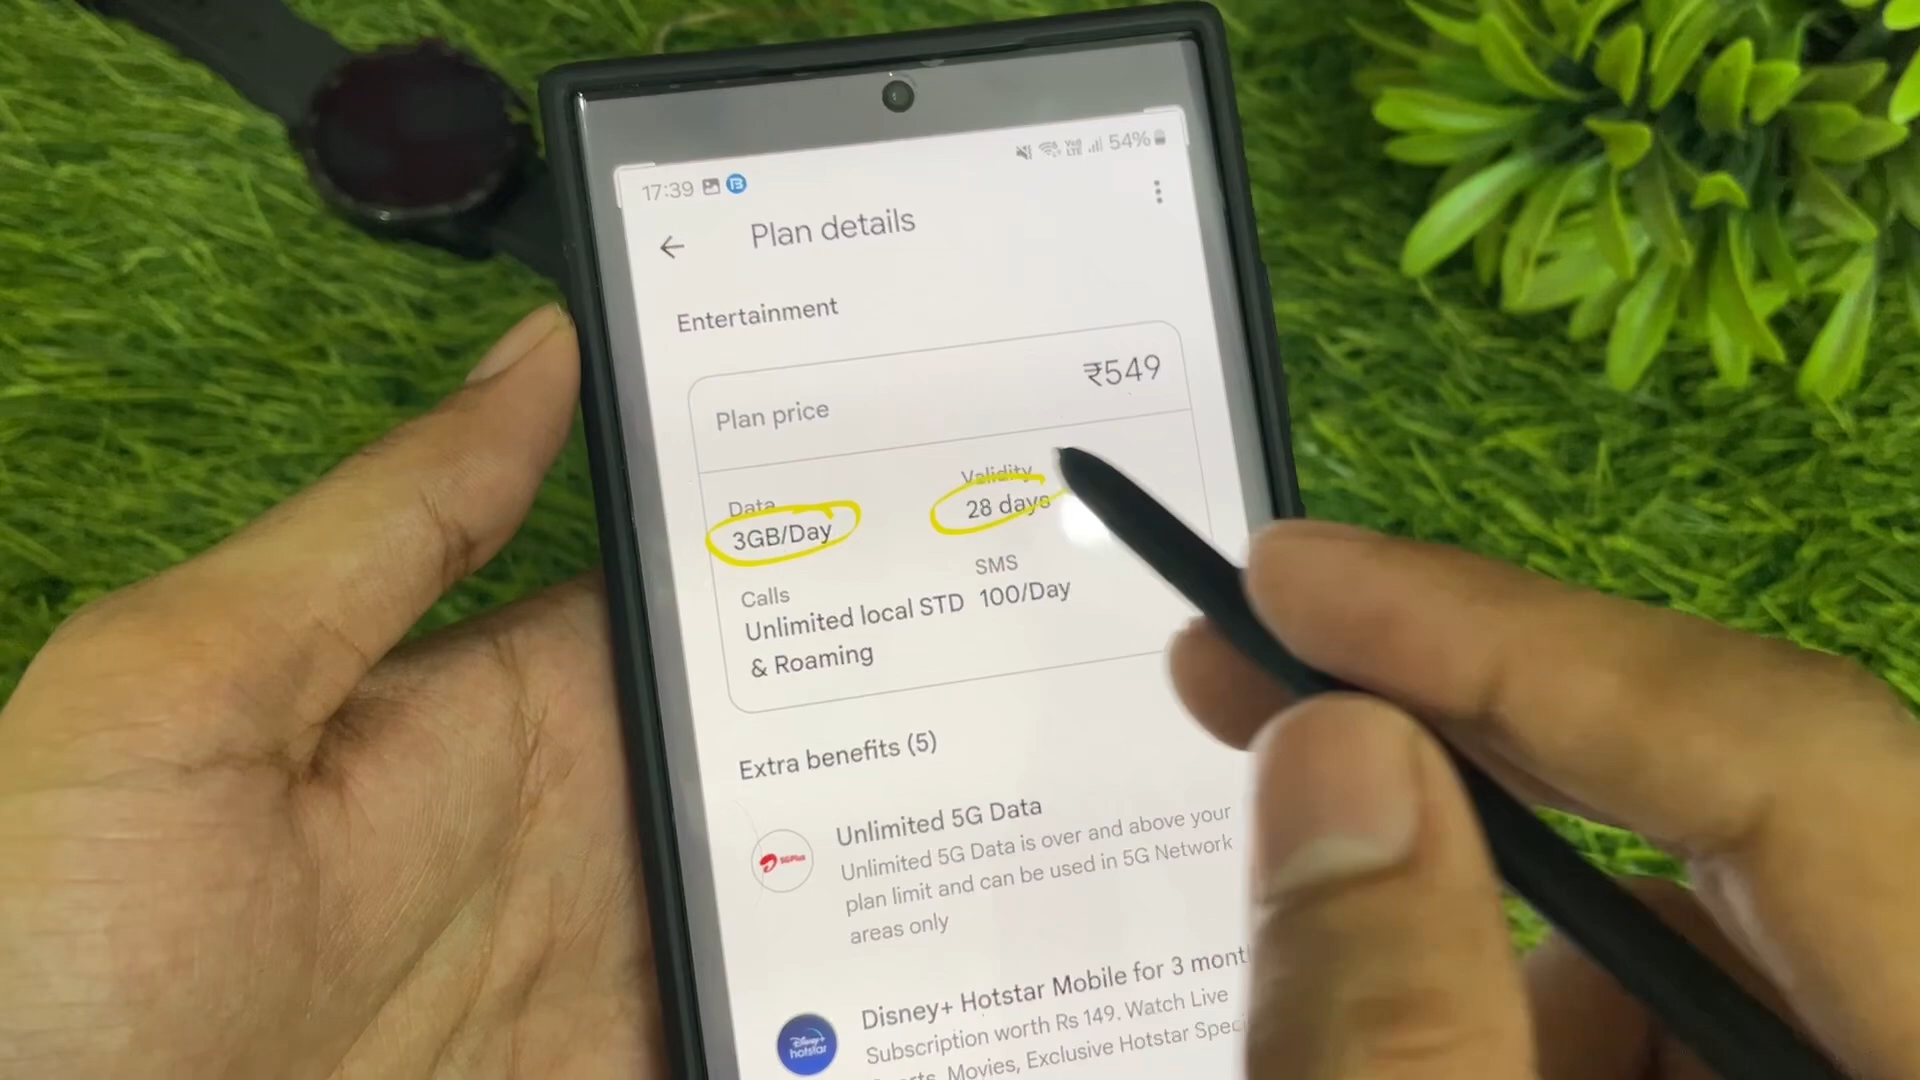 17:39
54%
Plan details
Entertainment
Plan price ₹549
Data
3GB/Day
Validity
28 days
Calls
Unlimited local STD
& Roaming
SMS
100/Day
Extra benefits (5)
Unlimited 5G Data
Unlimited 5G Data is over and above your
plan limit and can be used in 5G Network
areas only
5G Plus
Disney+ Hotstar Mobile for 3
Subscription worth Rs 149. Watch Live
Movies, Exclusive Hotstar
Disney+
hotstar